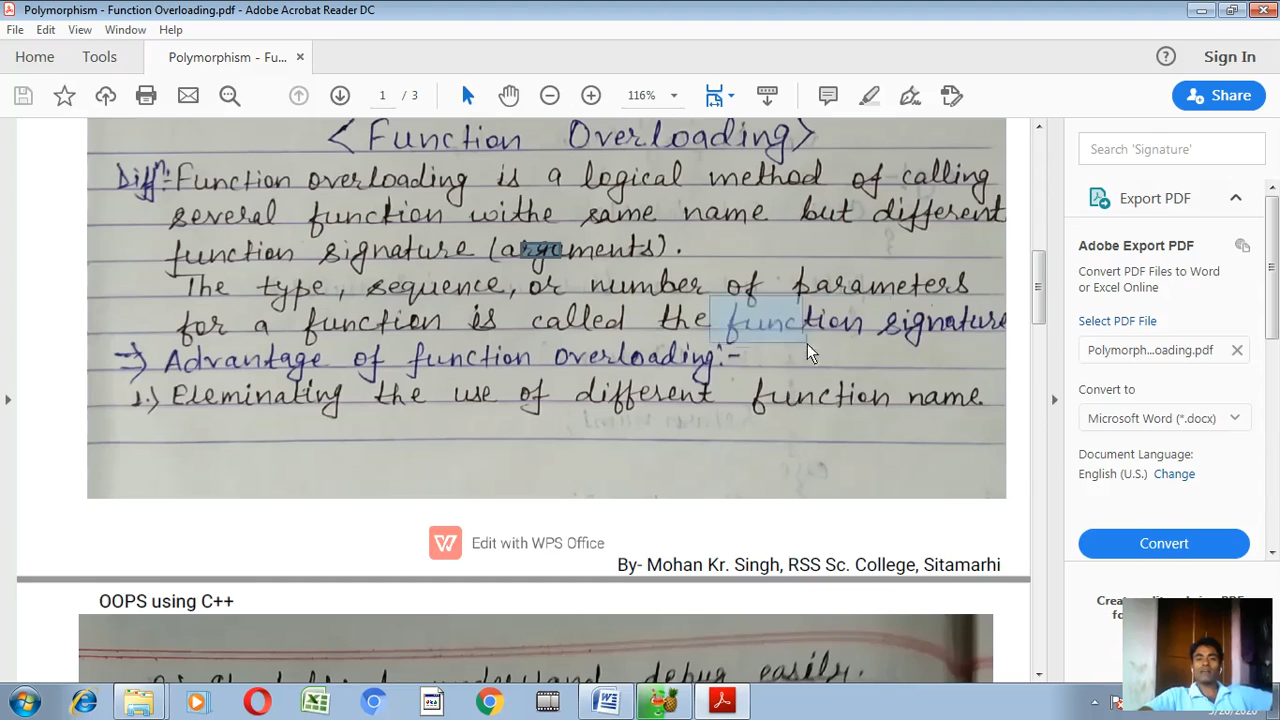 Polymorphism - Function Overloading.pdf - Adobe Acrobat Reader DC
File Edit View Window Help
Home Tools Polymorphism - Fu... × Sign In
1 / 3 116% Share
<Function Overloading>
Diffn:- Function overloading is a logical method of calling
several function withe same name but different
function signature (arguments).
The type, sequence, or number of parameters
for a function is called the function signature
→ Advantage of function overloading:-
1.) Eleminating the use of different function name
Edit with WPS Office
By- Mohan Kr. Singh, RSS Sc. College, Sitamarhi
OOPS using C++
debug easily.
Search 'Signature'
Export PDF
Adobe Export PDF
Convert PDF Files to Word
or Excel Online
Select PDF File
Polymorph...oading.pdf
Convert to
Microsoft Word (*.docx)
Document Language:
English (U.S.) Change
Convert